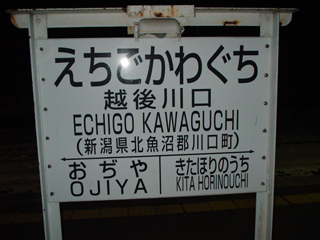 えちごかわぐち
越後川口
ECHIGO KAWAGUCHI
(新潟県北魚沼郡川口町)
おぢや きたほりのうち
OJIYA KITA HORINOUCHI